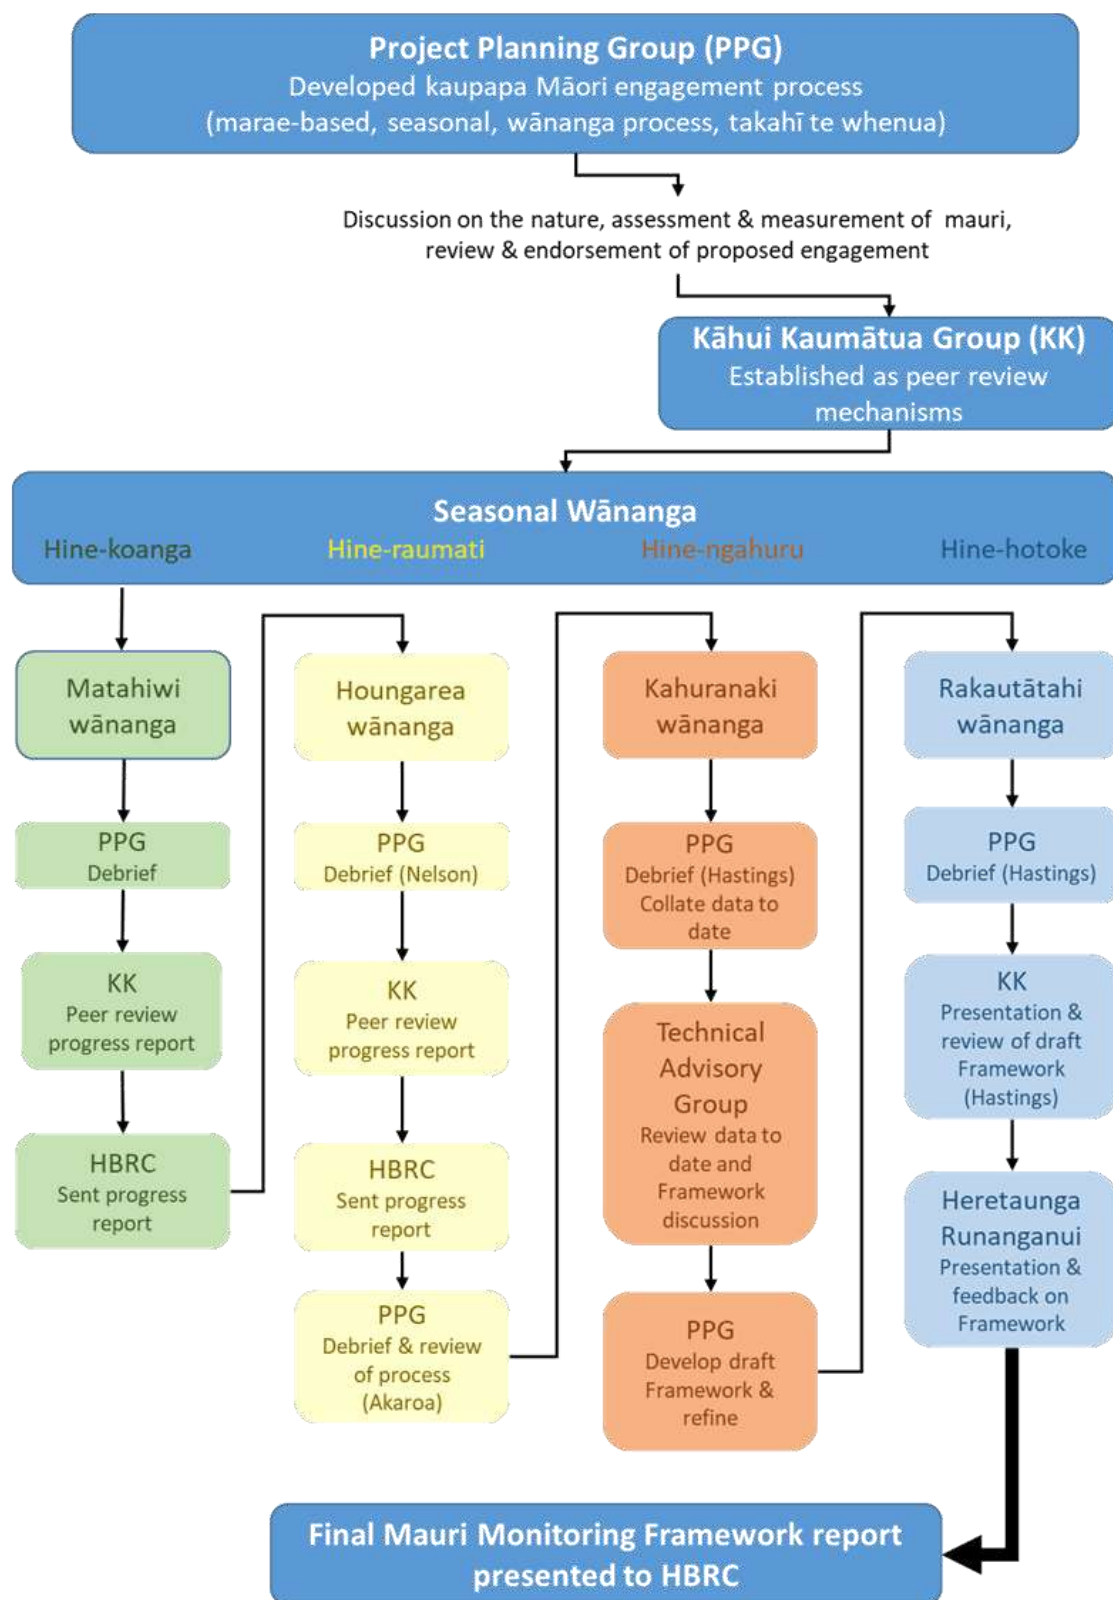 Project Planning Group (PPG)
Developed kaupapa Māori engagement process
(marae-based, seasonal, wānanga process, takahī te whenua)
Discussion on the nature, assessment & measurement of mauri,
review & endorsement of proposed engagement
Kāhui Kaumātua Group (KK)
Established as peer review
mechanisms
Seasonal Wānanga
Hine-koanga
Hine-raumati
Hine-ngahuru
Hine-hotoke
Matahiwi
wānanga
PPG
Debrief
KK
Peer review
progress report
HBRC
Sent progress
report
Houngarea
wānanga
PPG
Debrief (Nelson)
KK
Peer review
progress report
HBRC
Sent progress
report
PPG
Debrief & review
of process
(Akaroa)
Kahuranaki
wānanga
PPG
Debrief (Hastings)
Collate data to
date
Technical
Advisory
Group
Review data to
date and
Framework
discussion
PPG
Develop draft
Framework &
refine
Rakautātahi
wānanga
PPG
Debrief (Hastings)
KK
Presentation &
review of draft
Framework
(Hastings)
Heretaunga
Runanganui
Presentation &
feedback on
Framework
Final Mauri Monitoring Framework report
presented to HBRC